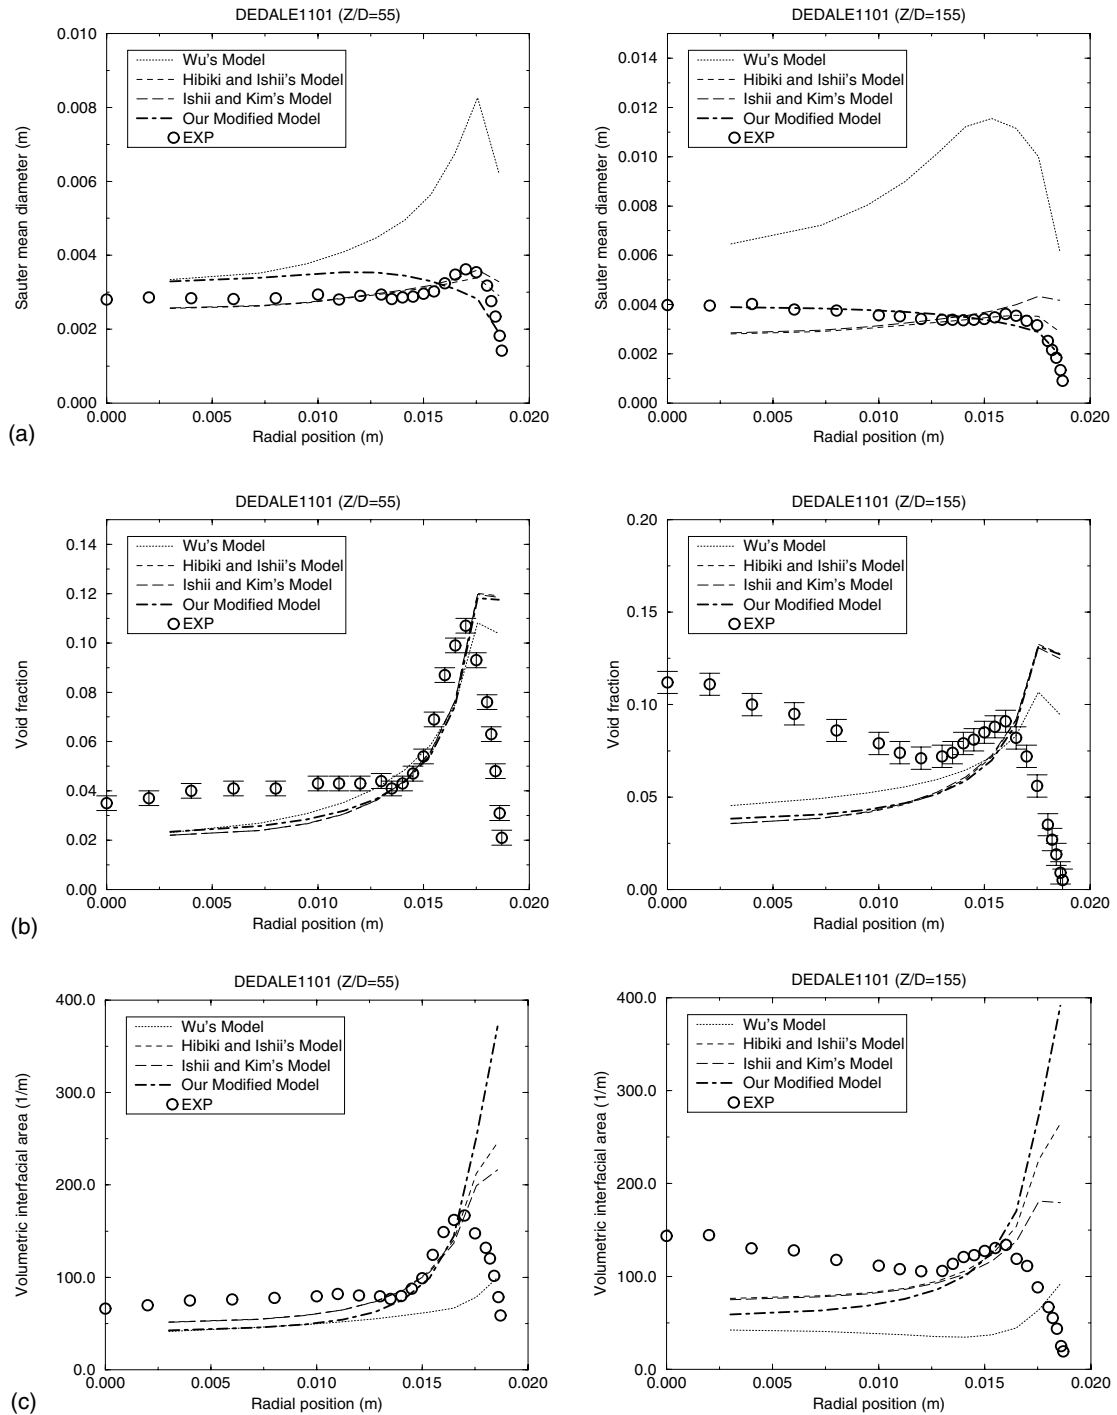 DEDALE1101 (Z/D=55)
Sauter mean diameter (m)
0.010
0.008
0.006
0.004
0.002
0.000
Wu's Model
Hibiki and Ishii's Model
Ishii and Kim's Model
Our Modified Model
EXP
0.000 0.005 0.010 0.015 0.020
Radial position (m)
DEDALE1101 (Z/D=155)
Sauter mean diameter (m)
0.014
0.012
0.010
0.008
0.006
0.004
0.002
0.000
Wu's Model
Hibiki and Ishii's Model
Ishii and Kim's Model
Our Modified Model
EXP
0.000 0.005 0.010 0.015 0.020
Radial position (m)
(a)
DEDALE1101 (Z/D=55)
Void fraction
0.14
0.12
0.10
0.08
0.06
0.04
0.02
0.00
Wu's Model
Hibiki and Ishii's Model
Ishii and Kim's Model
Our Modified Model
EXP
0.000 0.005 0.010 0.015 0.020
Radial position (m)
DEDALE1101 (Z/D=155)
Void fraction
0.20
0.15
0.10
0.05
0.00
Wu's Model
Hibiki and Ishii's Model
Ishii and Kim's Model
Our Modified Model
EXP
0.000 0.005 0.010 0.015 0.020
Radial position (m)
(b)
DEDALE1101 (Z/D=55)
Volumetric interfacial area (1/m)
400.0
300.0
200.0
100.0
0.0
Wu's Model
Hibiki and Ishii's Model
Ishii and Kim's Model
Our Modified Model
EXP
0.000 0.005 0.010 0.015 0.020
Radial position (m)
DEDALE1101 (Z/D=155)
Volumetric interfacial area (1/m)
400.0
300.0
200.0
100.0
0.0
Wu's Model
Hibiki and Ishii's Model
Ishii and Kim's Model
Our Modified Model
EXP
0.000 0.005 0.010 0.015 0.020
Radial position (m)
(c)